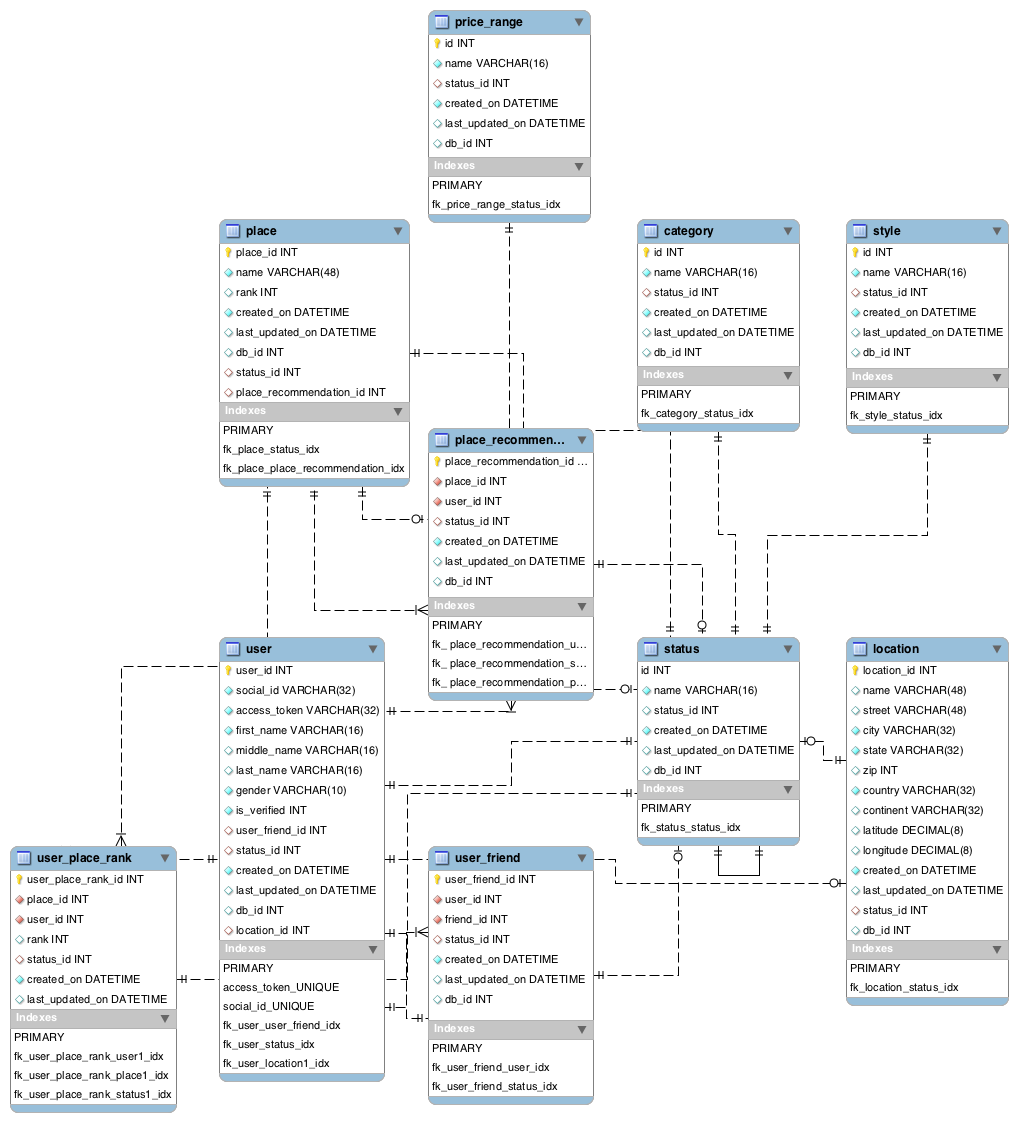 price_range
id INT
name VARCHAR(16)
status_id INT
created_on DATETIME
last_updated_on DATETIME
db_id INT
Indexes
PRIMARY
fk_price_range_status_idx
place
place_id INT
name VARCHAR(48)
rank INT
created_on DATETIME
last_updated_on DATETIME
db_id INT
status_id INT
place_recommendation_id INT
Indexes
PRIMARY
fk_place_status_idx
fk_place_place_recommendation_idx
category
id INT
name VARCHAR(16)
status_id INT
created_on DATETIME
last_updated_on DATETIME
db_id INT
Indexes
PRIMARY
fk_category_status_idx
style
id INT
name VARCHAR(16)
status_id INT
created_on DATETIME
last_updated_on DATETIME
db_id INT
Indexes
PRIMARY
fk_style_status_idx
place_recommen...
place_recommendation_id ...
place_id INT
user_id INT
status_id INT
created_on DATETIME
last_updated_on DATETIME
db_id INT
Indexes
PRIMARY
fk_ place_recommendation_u...
fk_ place_recommendation_s...
fk_ place_recommendation_p...
user
user_id INT
social_id VARCHAR(32)
access_token VARCHAR(32)
first_name VARCHAR(16)
middle_name VARCHAR(16)
last_name VARCHAR(16)
gender VARCHAR(10)
is_verified INT
user_friend_id INT
status_id INT
created_on DATETIME
last_updated_on DATETIME
db_id INT
location_id INT
Indexes
PRIMARY
access_token_UNIQUE
social_id_UNIQUE
fk_user_user_friend_idx
fk_user_status_idx
fk_user_location1_idx
status
id INT
name VARCHAR(16)
status_id INT
created_on DATETIME
last_updated_on DATETIME
db_id INT
Indexes
PRIMARY
fk_status_status_idx
location
location_id INT
name VARCHAR(48)
street VARCHAR(48)
city VARCHAR(32)
state VARCHAR(32)
zip INT
country VARCHAR(32)
continent VARCHAR(32)
latitude DECIMAL(8)
longitude DECIMAL(8)
created_on DATETIME
last_updated_on DATETIME
status_id INT
db_id INT
Indexes
PRIMARY
fk_location_status_idx
user_place_rank
user_place_rank_id INT
place_id INT
user_id INT
rank INT
status_id INT
created_on DATETIME
last_updated_on DATETIME
Indexes
PRIMARY
fk_user_place_rank_user1_idx
fk_user_place_rank_place1_idx
fk_user_place_rank_status1_idx
user_friend
user_friend_id INT
user_id INT
friend_id INT
status_id INT
created_on DATETIME
last_updated_on DATETIME
db_id INT
Indexes
PRIMARY
fk_user_friend_user_idx
fk_user_friend_status_idx